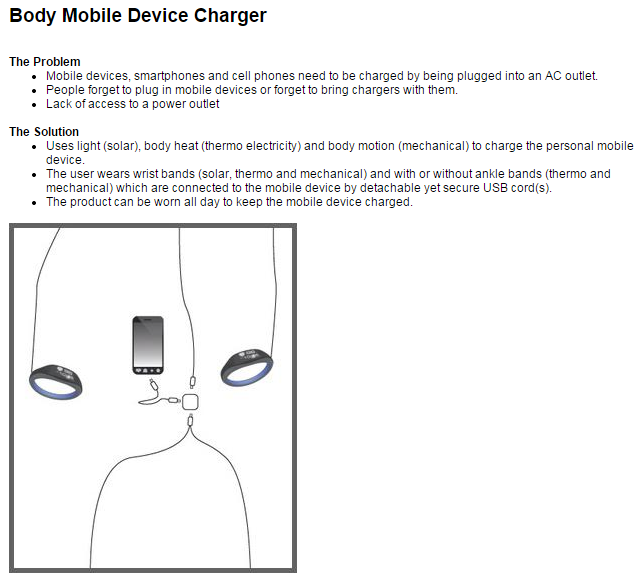 Body Mobile Device Charger
The Problem
• Mobile devices, smartphones and cell phones need to be charged by being plugged into an AC outlet.
• People forget to plug in mobile devices or forget to bring chargers with them.
• Lack of access to a power outlet
The Solution
• Uses light (solar), body heat (thermo electricity) and body motion (mechanical) to charge the personal mobile
device.
• The user wears wrist bands (solar, thermo and mechanical) and with or without ankle bands (thermo and
mechanical) which are connected to the mobile device by detachable yet secure USB cord(s).
• The product can be worn all day to keep the mobile device charged.